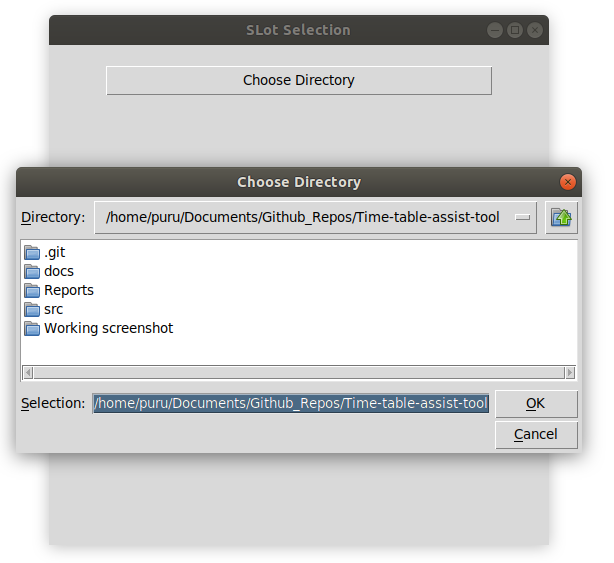 SLot Selection
Choose Directory
Choose Directory
Directory: /home/puru/Documents/Github_Repos/Time-table-assist-tool
.git
docs
Reports
src
Working screenshot
Selection: /home/puru/Documents/Github_Repos/Time-table-assist-tool OK
Cancel